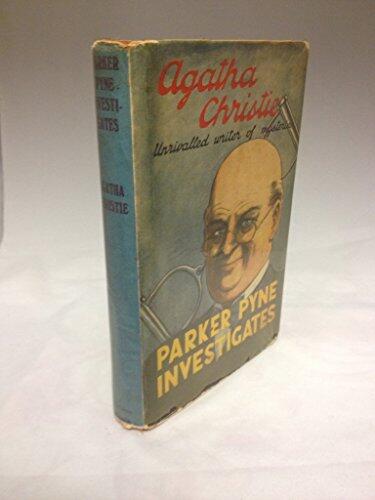 PARKER
PYNE
INVESTI-
GATES
AGATHA
CHRISTIE
Agatha
Christie
Unrivalled writer of mysteries
PARKER PYNE
INVESTIGATES